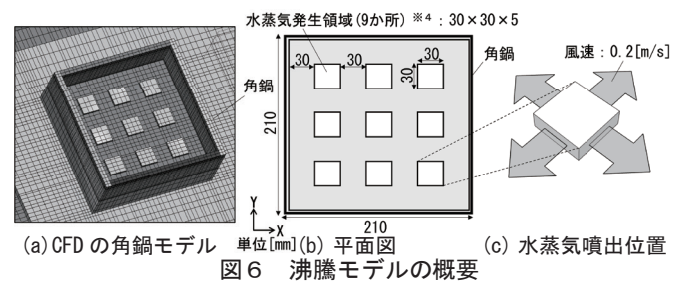 水蒸気発生領域(9か所)※4：30×30×5
角鍋
30
30
30
30
角鍋
風速：0.2[m/s]
210
Y
X
210
単位[mm]
(a)CFDの角鍋モデル
(b) 平面図
(c) 水蒸気噴出位置
図６　沸騰モデルの概要